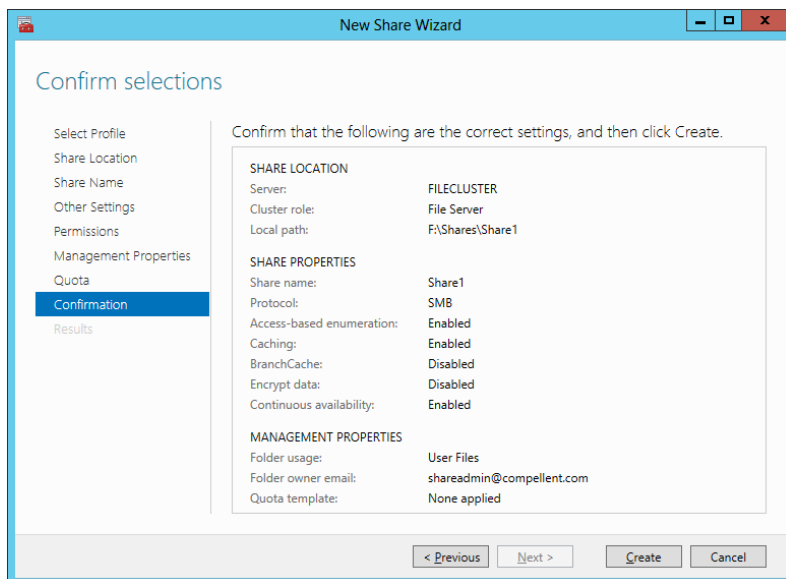 New Share Wizard
Confirm selections
Select Profile
Share Location
Share Name
Other Settings
Permissions
Management Properties
Quota
Confirmation
Results
Confirm that the following are the correct settings, and then click Create.
SHARE LOCATION
Server: FILECLUSTER
Cluster role: File Server
Local path: F:\Shares\Share1
SHARE PROPERTIES
Share name: Share1
Protocol: SMB
Access-based enumeration: Enabled
Caching: Enabled
BranchCache: Disabled
Encrypt data: Disabled
Continuous availability: Enabled
MANAGEMENT PROPERTIES
Folder usage: User Files
Folder owner email: shareadmin@compellent.com
Quota template: None applied
< Previous Next > Create Cancel